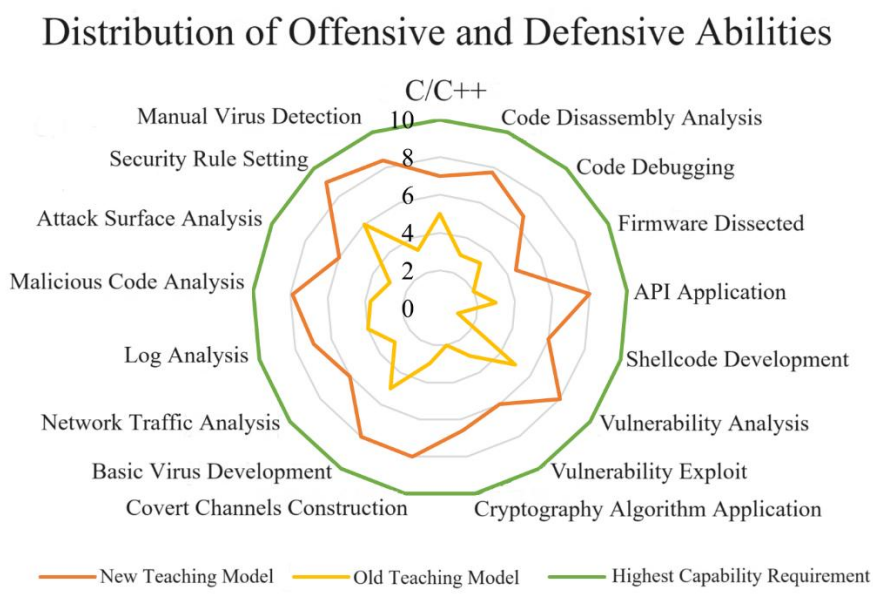 Distribution of Offensive and Defensive Abilities
C/C++
Manual Virus Detection
10
Code Disassembly Analysis
Security Rule Setting
8
Code Debugging
6
Attack Surface Analysis
Firmware Dissected
4
Malicious Code Analysis
2
API Application
0
Log Analysis
Shellcode Development
Network Traffic Analysis
Vulnerability Analysis
Basic Virus Development
Vulnerability Exploit
Covert Channels Construction
Cryptography Algorithm Application
New Teaching Model
Old Teaching Model
Highest Capability Requirement